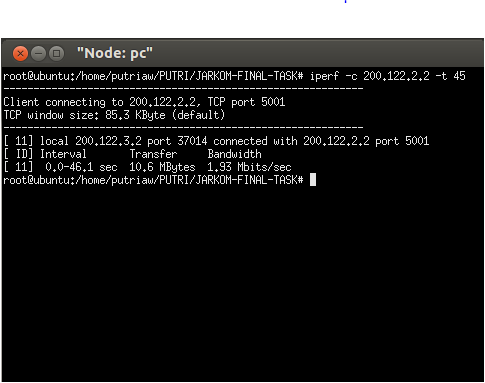 "Node: pc"
root@ubuntu:/home/putriaw/PUTRI/JARKOM-FINAL-TASK# iperf -c 200.122.2.2 -t 45
------------------------------------------------------------
Client connecting to 200.122.2.2, TCP port 5001
TCP window size: 85.3 KByte (default)
------------------------------------------------------------
[ 11] local 200.122.3.2 port 37014 connected with 200.122.2.2 port 5001
[ ID] Interval       Transfer     Bandwidth
[ 11]  0.0-46.1 sec  10.6 MBytes  1.93 Mbits/sec
root@ubuntu:/home/putriaw/PUTRI/JARKOM-FINAL-TASK#